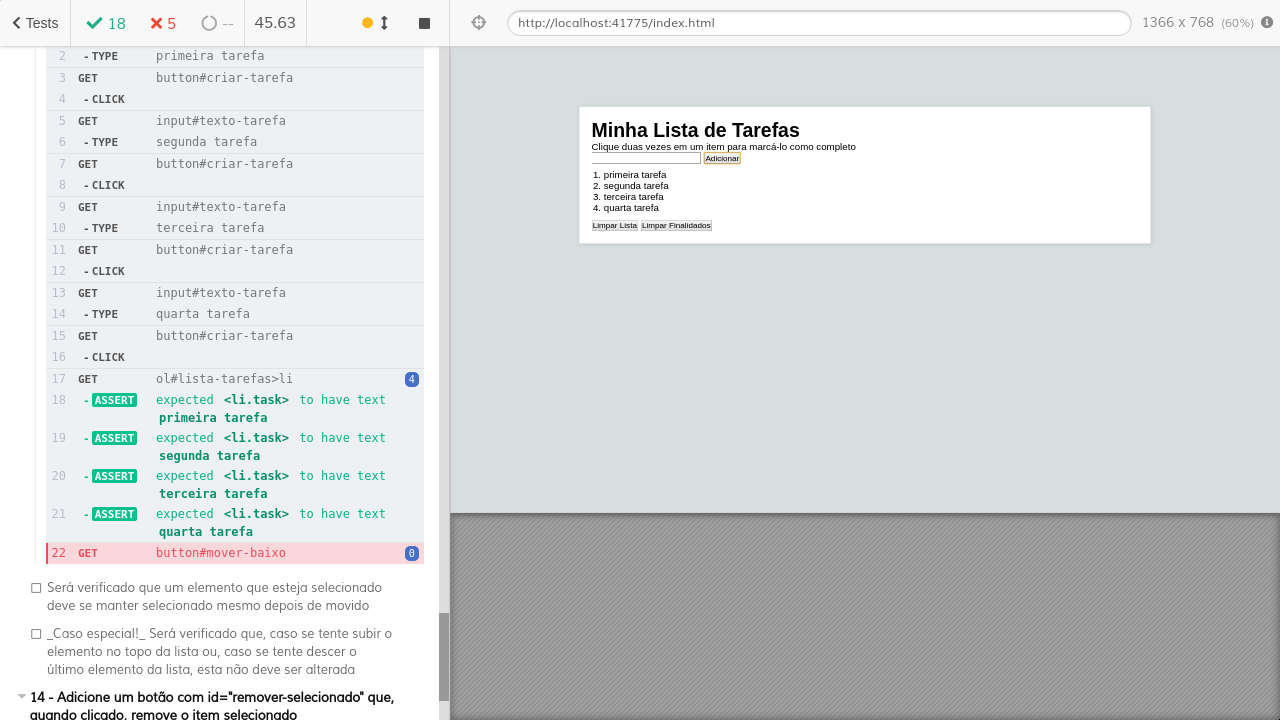 Tests 18 5 -- 45.63 http://localhost:41775/index.html 1366 x 768 (60%)
2 - TYPE primeira tarefa
3 GET button#criar-tarefa
4 - CLICK
5 GET input#texto-tarefa
6 - TYPE segunda tarefa
7 GET button#criar-tarefa
8 - CLICK
9 GET input#texto-tarefa
10 - TYPE terceira tarefa
11 GET button#criar-tarefa
12 - CLICK
13 GET input#texto-tarefa
14 - TYPE quarta tarefa
15 GET button#criar-tarefa
16 - CLICK
17 GET ol#lista-tarefas>li 4
18 - ASSERT expected <li.task> to have text
primeira tarefa
19 - ASSERT expected <li.task> to have text
segunda tarefa
20 - ASSERT expected <li.task> to have text
terceira tarefa
21 - ASSERT expected <li.task> to have text
quarta tarefa
22 GET button#mover-baixo 0
Será verificado que um elemento que esteja selecionado
deve se manter selecionado mesmo depois de movido
_Caso especial!_ Será verificado que, caso se tente subir o
elemento no topo da lista ou, caso se tente descer o
último elemento da lista, esta não deve ser alterada
14 - Adicione um botão com id="remover-selecionado" que,
quando clicado, remove o item selecionado
Minha Lista de Tarefas
Clique duas vezes em um item para marcá-lo como completo
Adicionar
1. primeira tarefa
2. segunda tarefa
3. terceira tarefa
4. quarta tarefa
Limpar Lista Limpar Finalidados